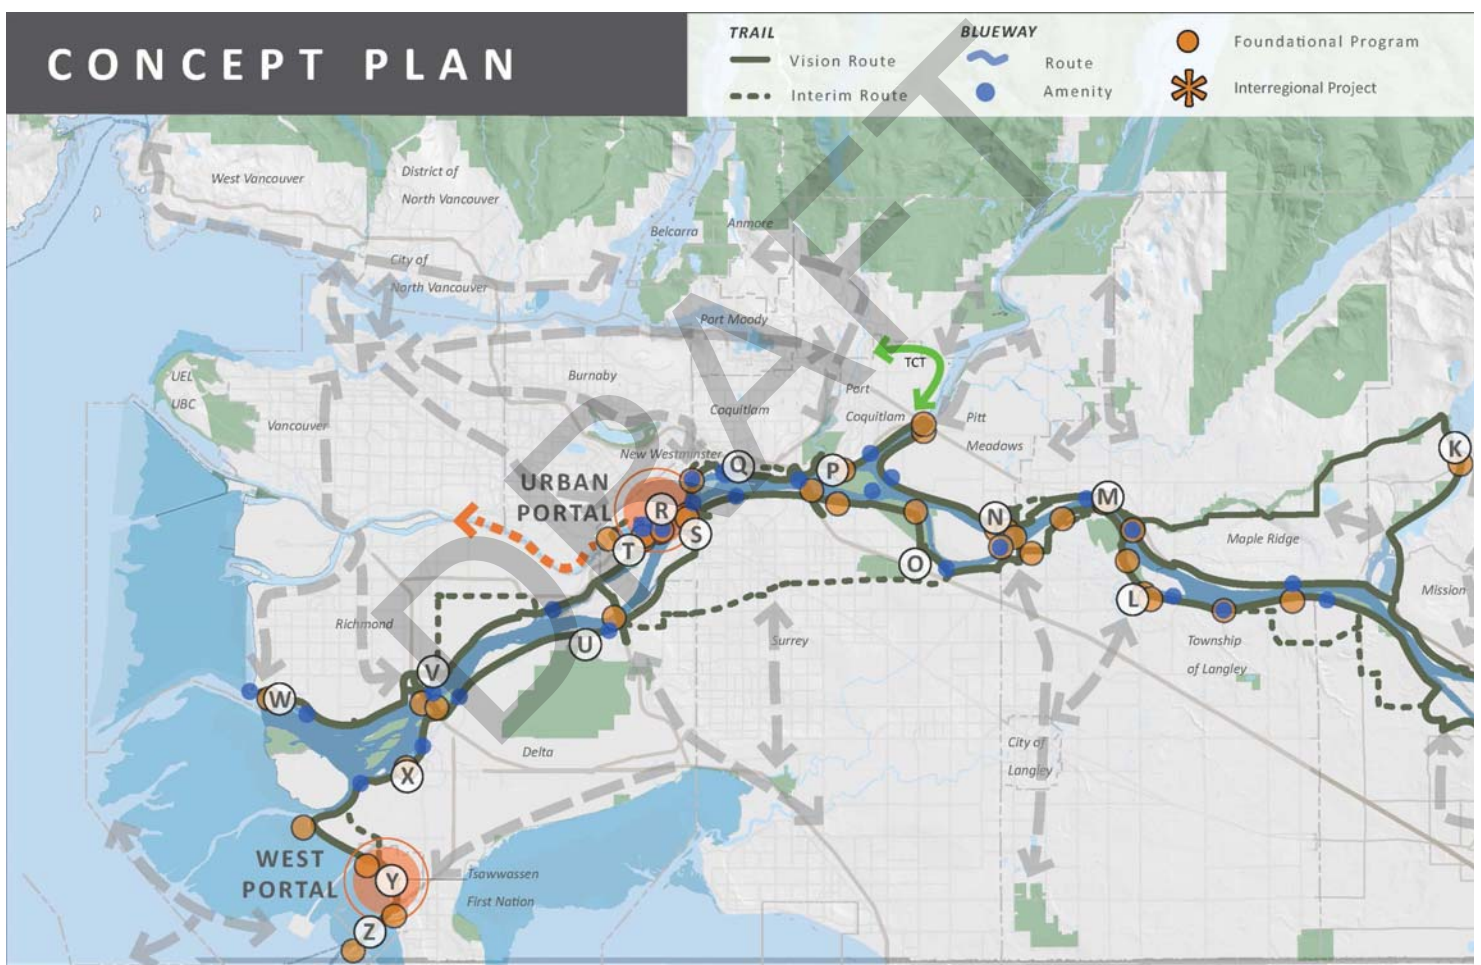 CONCEPT PLAN
TRAIL
Vision Route
Interim Route
BLUEWAY
Route
Amenity
Foundational Program
Interregional Project
DRAFT
West Vancouver
District of
North Vancouver
Belcarra
Anmore
City of
North Vancouver
Port Moody
UEL
UBC
Burnaby
TCT
Port
Coquitlam
Coquitlam
Vancouver
Pitt
Meadows
New Westminster
K
Q
P
URBAN
PORTAL
M
R
N
S
T
Maple Ridge
O
L
Mission
Richmond
U
Surrey
Township
of Langley
V
W
Delta
City of
Langley
X
WEST
PORTAL
Y
Tsawwassen
First Nation
Z